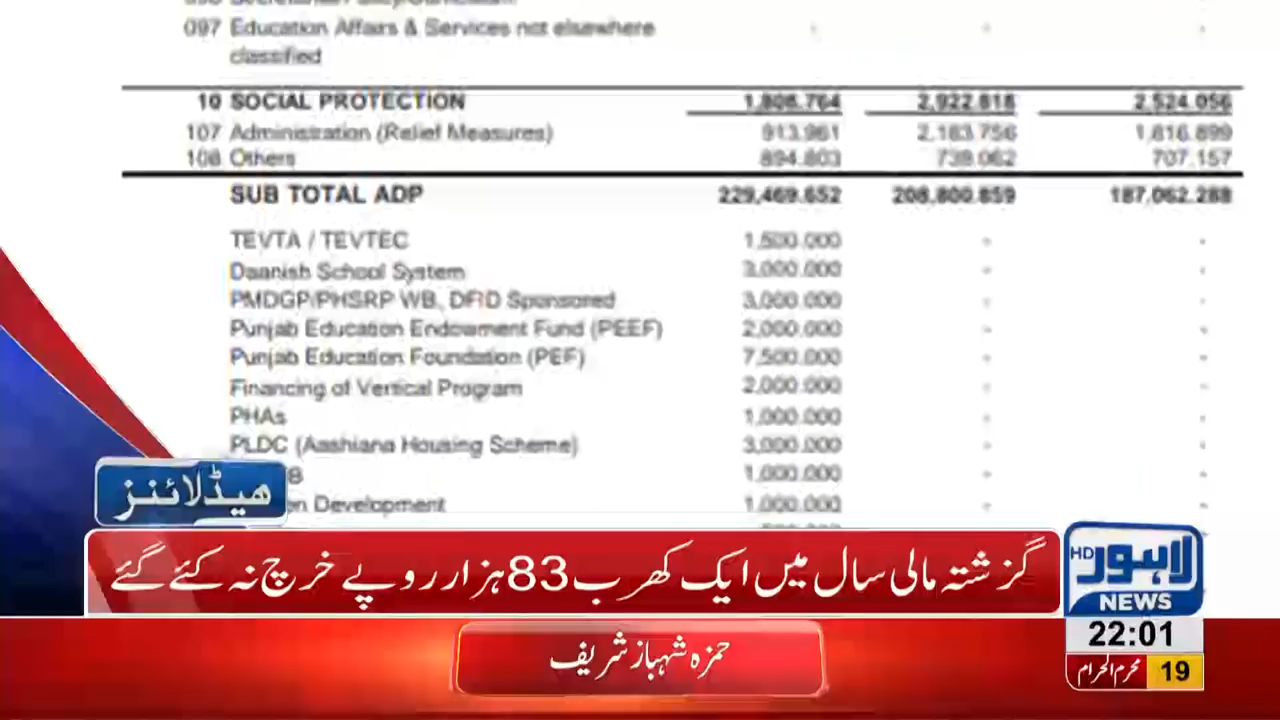 097 Education Affairs & Services not elsewhere - - -
classified
10 SOCIAL PROTECTION 1,808.764 2,922.818 2,524.056
107 Administration (Relief Measures) 913.961 2,183.756 1,816.899
108 Others 894.803 739.062 707.157
SUB TOTAL ADP 229,469.652 208,800.859 187,062.288
TEVTA / TEVTEC 1,500.000 - -
Daanish School System 3,000.000 - -
PMDGP/PHSRP WB, DFID Sponsored 3,000.000 - -
Punjab Education Endowment Fund (PEEF) 2,000.000 - -
Punjab Education Foundation (PEF) 7,500.000 - -
Financing of Vertical Program 2,000.000 - -
PHAs 1,000.000 - -
PLDC (Aashiana Housing Scheme) 3,000.000 - -
1,000.000 - -
Development 1,000.000 - -
ہیڈلائنز
گزشتہ مالی سال میں ایک کھرب 83 ہزار روپے خرچ نہ کئے گئے
HD لاہور
NEWS
22:01
حمزہ شہباز شریف
19 محرم الحرام